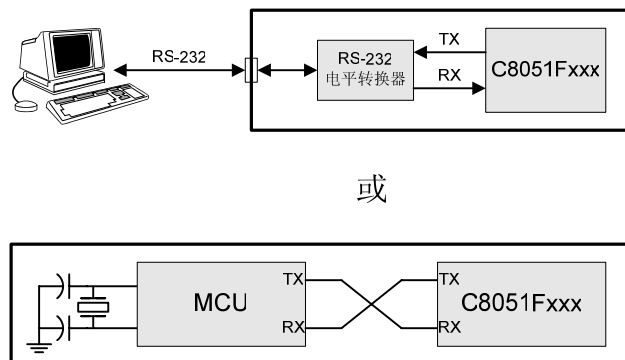 RS-232
RS-232
电平转换器
TX
RX
C8051Fxxx
或
MCU
TX
RX
TX
RX
C8051Fxxx